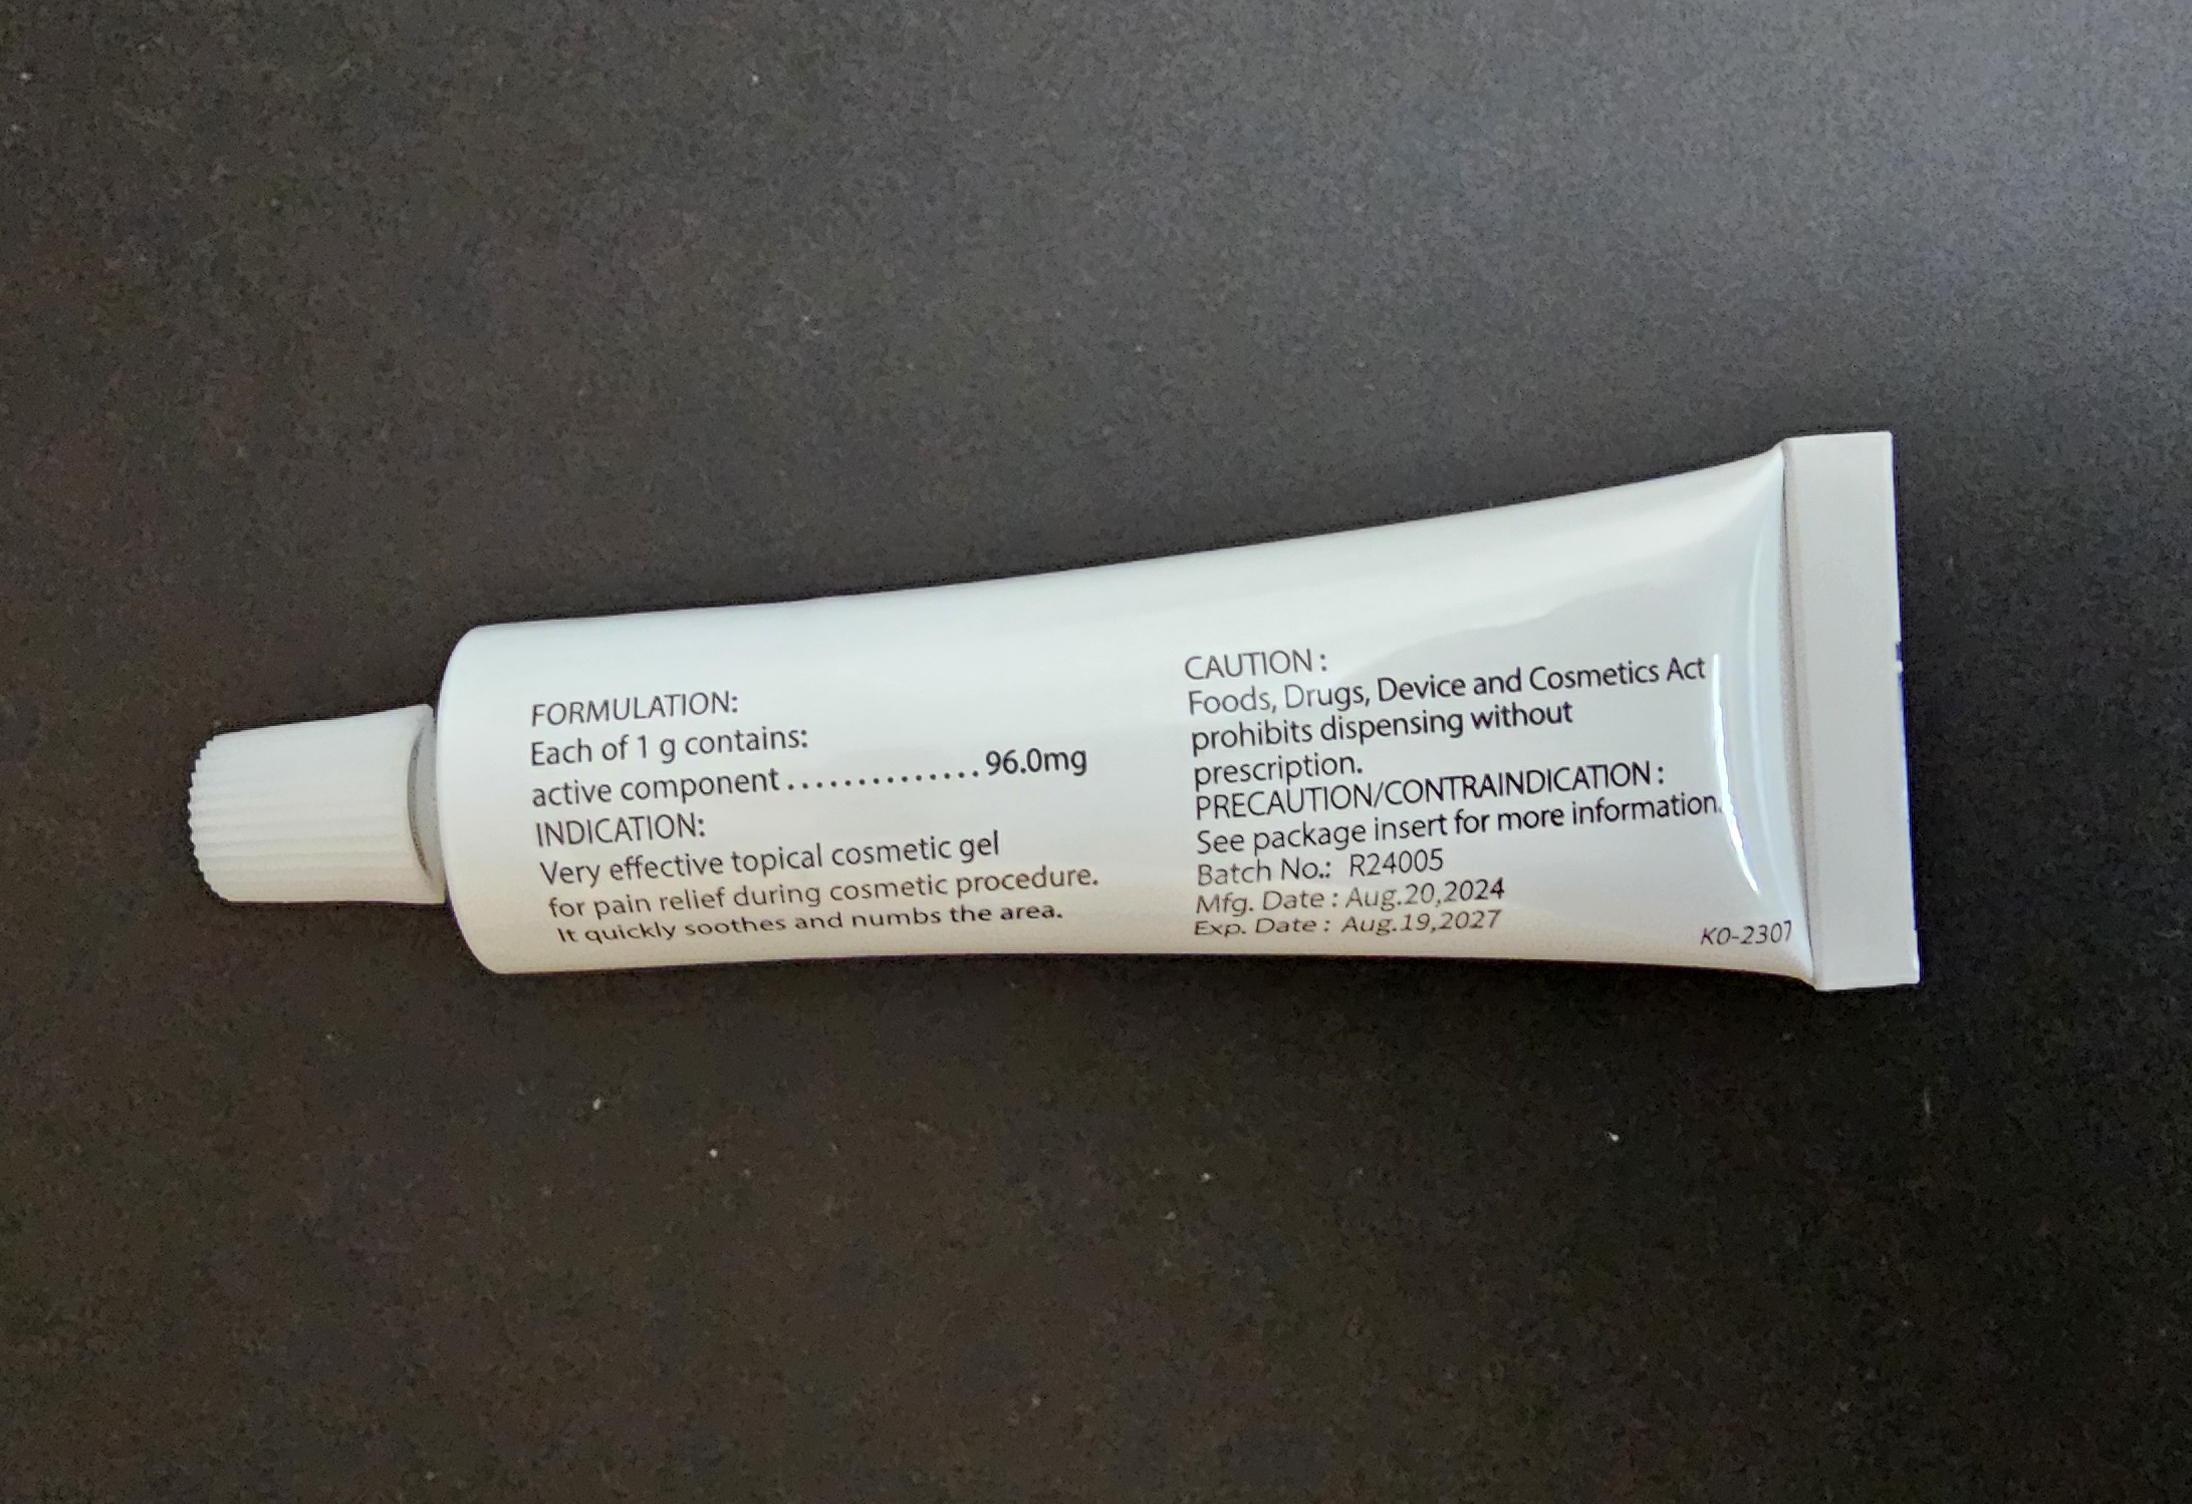 FORMULATION:
Each of 1 g contains:
active component..............96.0mg
INDICATION:
Very effective topical cosmetic gel
for pain relief during cosmetic procedure.
It quickly soothes and numbs the area.
CAUTION :
Foods, Drugs, Device and Cosmetics Act
prohibits dispensing without
prescription.
PRECAUTION/CONTRAINDICATION :
See package insert for more information.
Batch No.: R24005
Mfg. Date : Aug.20,2024
Exp. Date : Aug.19,2027
KO-2307